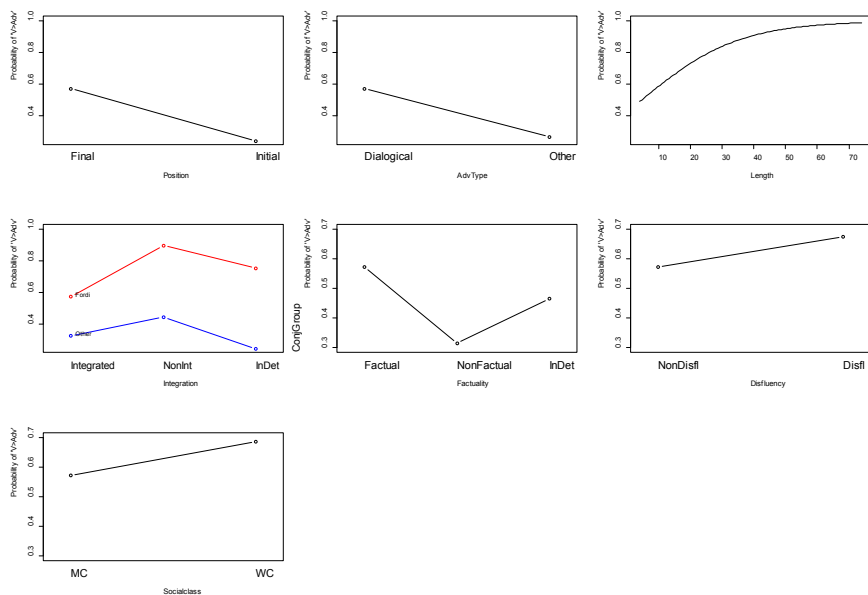 Probability of 'V>Adv'
1.0
0.8
0.6
0.4
Final
Initial
Position
Probability of 'V>Adv'
1.0
0.8
0.6
0.4
Dialogical
Other
AdvType
Probability of 'V>Adv'
1.0
0.8
0.6
0.4
10 20 30 40 50 60 70
Length
Probability of 'V>Adv'
1.0
0.8
0.6
0.4
Fordi
Other
Integrated
NonInt
InDet
Integration
ConjGroup
Probability of 'V>Adv'
0.7
0.6
0.5
0.4
0.3
Factual
NonFactual
InDet
Factuality
Probability of 'V>Adv'
0.7
0.6
0.5
0.4
0.3
NonDisfl
Disfl
Disfluency
Probability of 'V>Adv'
0.7
0.6
0.5
0.4
0.3
MC
WC
Socialclass